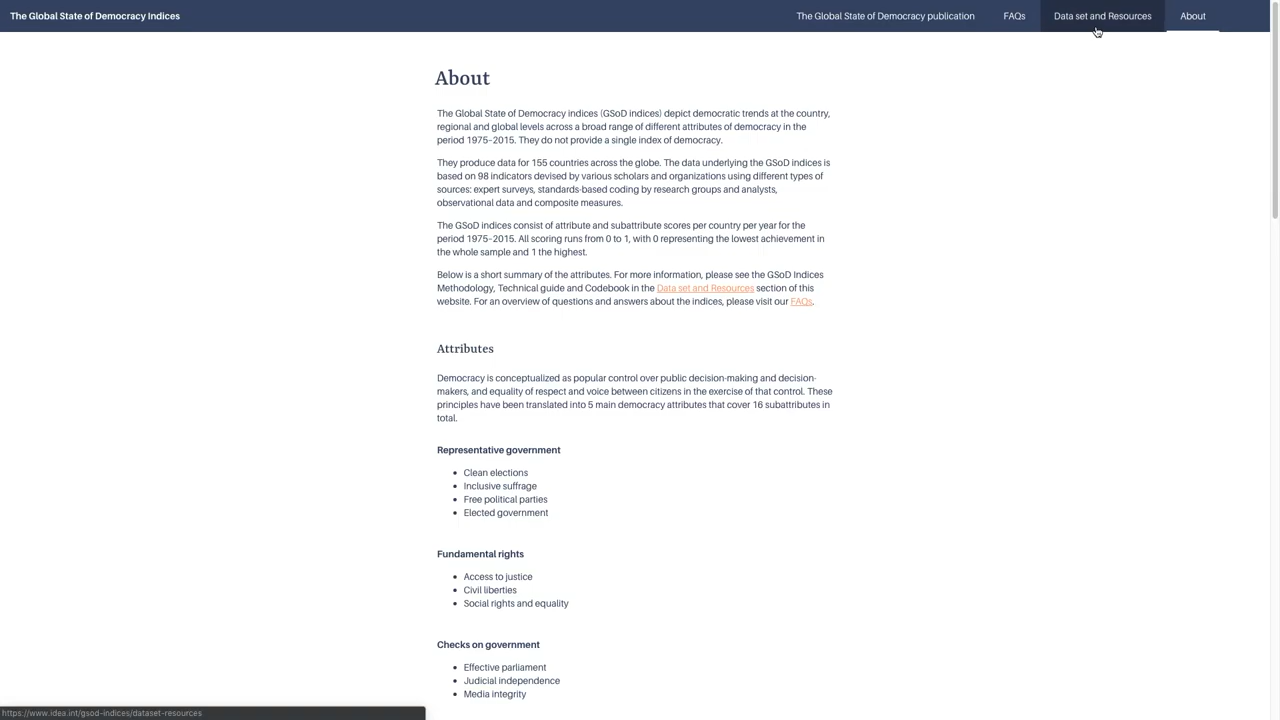 The Global State of Democracy Indices
The Global State of Democracy publication
FAQs
Data set and Resources
About
About
The Global State of Democracy indices (GSoD indices) depict democratic trends at the country,
regional and global levels across a broad range of different attributes of democracy in the
period 1975–2015. They do not provide a single index of democracy.
They produce data for 155 countries across the globe. The data underlying the GSoD indices is
based on 98 indicators devised by various scholars and organizations using different types of
sources: expert surveys, standards-based coding by research groups and analysts,
observational data and composite measures.
The GSoD indices consist of attribute and subattribute scores per country per year for the
period 1975–2015. All scoring runs from 0 to 1, with 0 representing the lowest achievement in
the whole sample and 1 the highest.
Below is a short summary of the attributes. For more information, please see the GSoD Indices
Methodology, Technical guide and Codebook in the Data set and Resources section of this
website. For an overview of questions and answers about the indices, please visit our FAQs.
Attributes
Democracy is conceptualized as popular control over public decision-making and decision-
makers, and equality of respect and voice between citizens in the exercise of that control. These
principles have been translated into 5 main democracy attributes that cover 16 subattributes in
total.
Representative government
• Clean elections
• Inclusive suffrage
• Free political parties
• Elected government
Fundamental rights
• Access to justice
• Civil liberties
• Social rights and equality
Checks on government
• Effective parliament
• Judicial independence
• Media integrity
https://www.idea.int/gsod-indices/dataset-resources